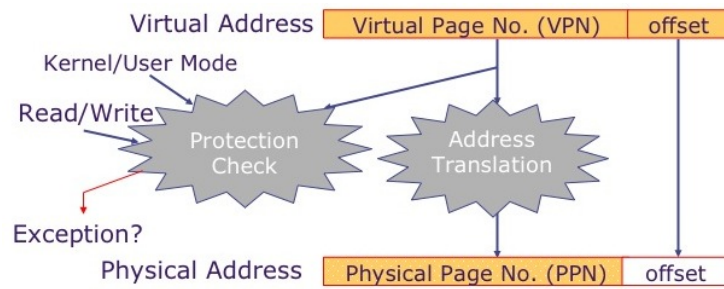 Virtual Address Virtual Page No. (VPN) offset
Kernel/User Mode
Read/Write
Protection
Check
Address
Translation
Exception?
Physical Address Physical Page No. (PPN) offset